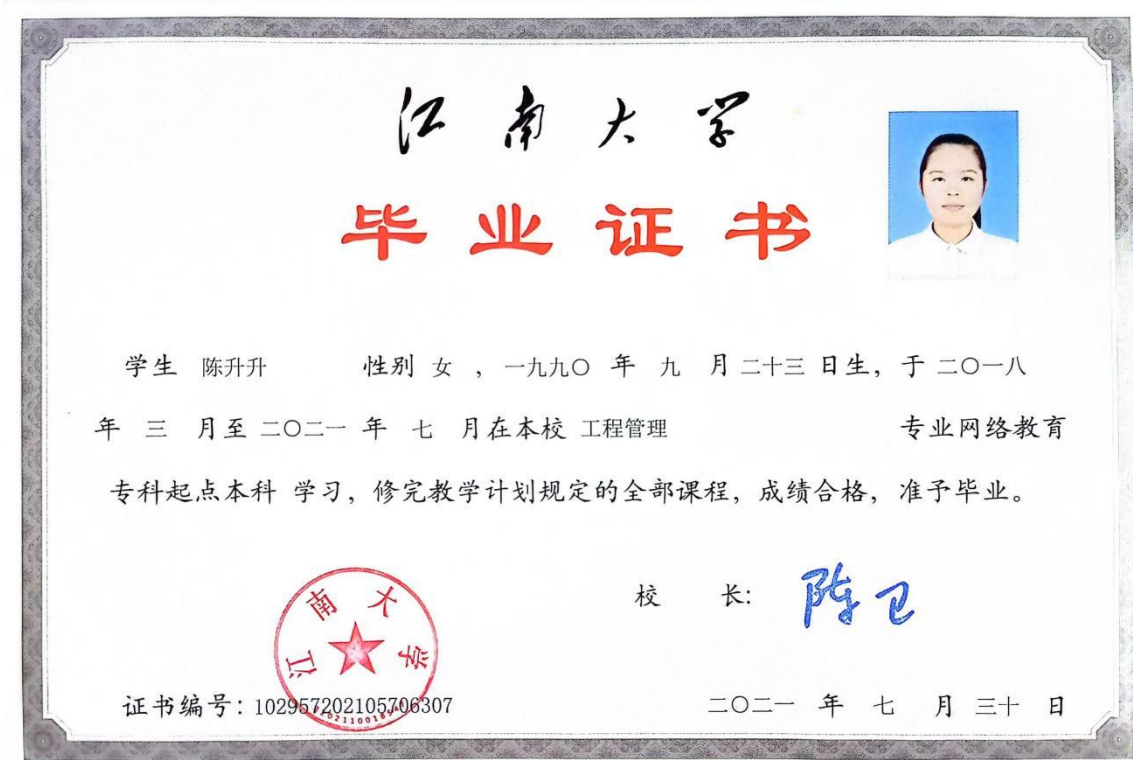 江南大学
毕业证书
学生 陈升升 性别 女 ，一九九〇 年 九 月 二十三 日生，于 二〇一八
年 三 月至 二〇二一 年 七 月在本校 工程管理 专业网络教育
专科起点本科 学习，修完教学计划规定的全部课程，成绩合格，准予毕业。
江南大学
校 长：陈卫
证书编号：102957202105706307
二〇二一 年 七 月 三十 日